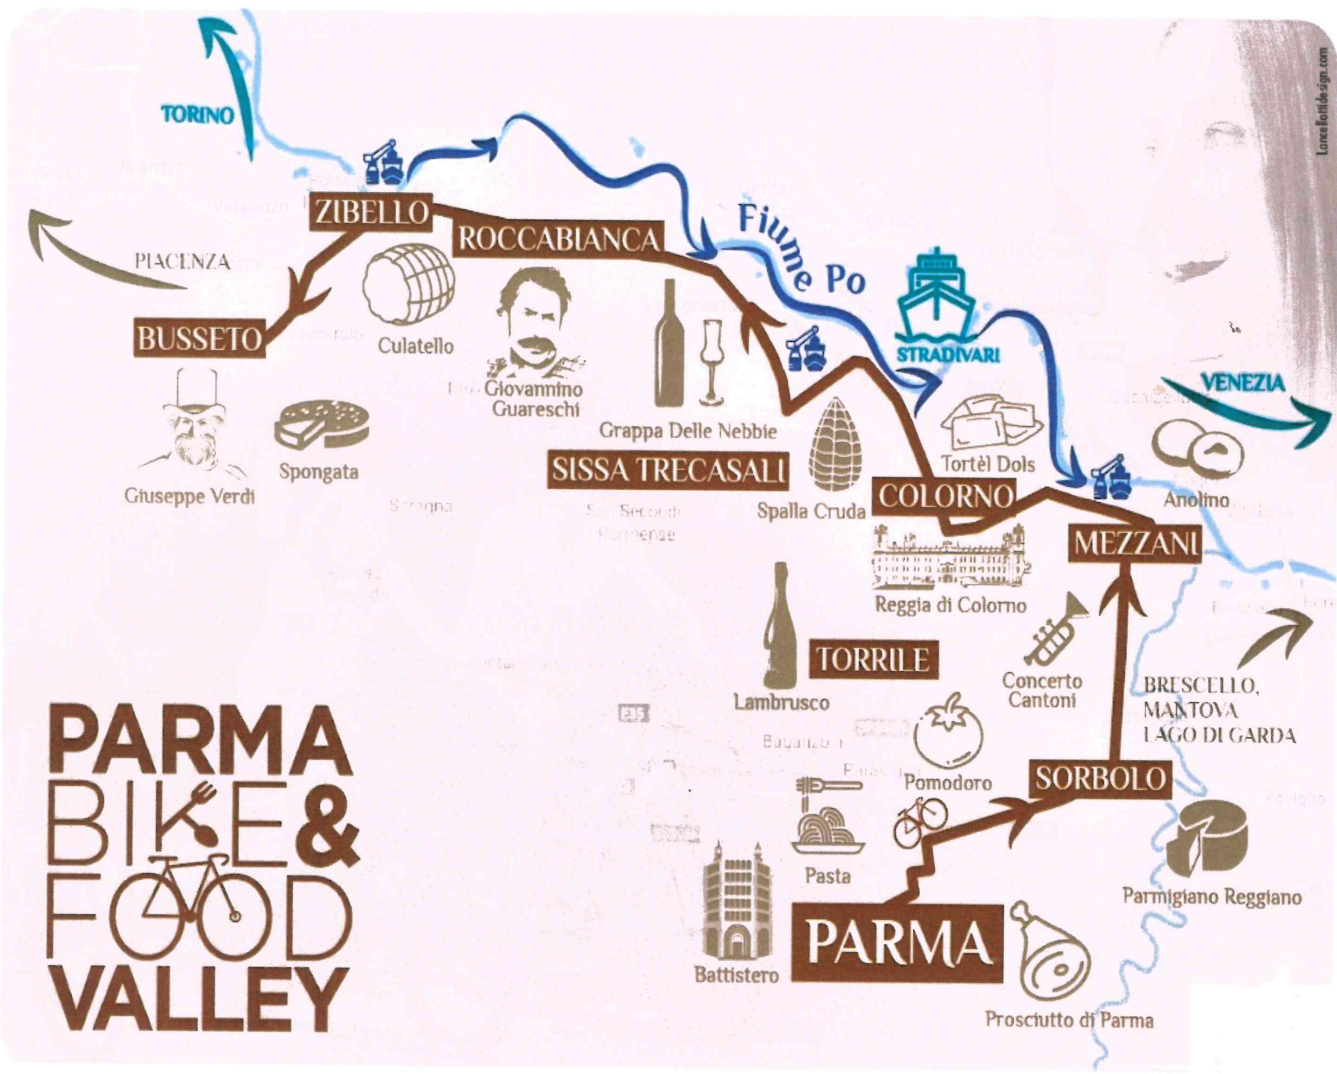 LancellottiDesign.com
TORINO
PIACENZA
ZIBELLO
ROCCABIANCA
Fiume Po
BUSSETO
Culatello
Giovannino
Guareschi
STRADIVARI
VENEZIA
Giuseppe Verdi
Spongata
Grappa Delle Nebbie
SISSA TRECASALI
Spalla Cruda
Tortèl Dols
COLORNO
Anolino
MEZZANI
Reggia di Colorno
Lambrusco
TORRILE
Concerto
Cantoni
BRESCELLO,
MANTOVA
LAGO DI GARDA
Pomodoro
SORBOLO
Pasta
Parmigiano Reggiano
Battistero
PARMA
Prosciutto di Parma
PARMA
BIKE &
FOOD
VALLEY